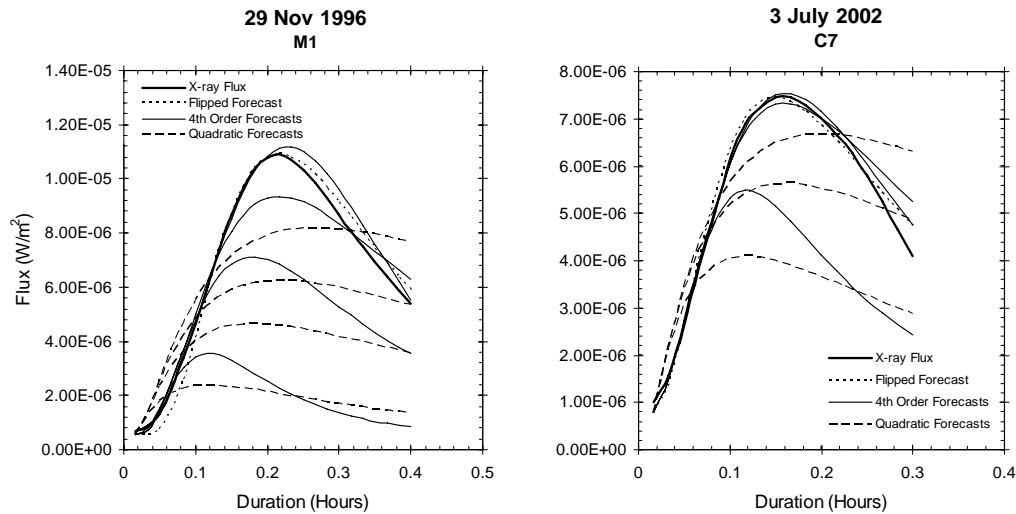 29 Nov 1996
M1
1.40E-05
1.20E-05
1.00E-05
8.00E-06
6.00E-06
4.00E-06
2.00E-06
0.00E+00
Flux (W/m²)
X-ray Flux
Flipped Forecast
4th Order Forecasts
Quadratic Forecasts
0 0.1 0.2 0.3 0.4 0.5
Duration (Hours)
3 July 2002
C7
8.00E-06
7.00E-06
6.00E-06
5.00E-06
4.00E-06
3.00E-06
2.00E-06
1.00E-06
0.00E+00
X-ray Flux
Flipped Forecast
4th Order Forecasts
Quadratic Forecasts
0 0.1 0.2 0.3 0.4
Duration (Hours)